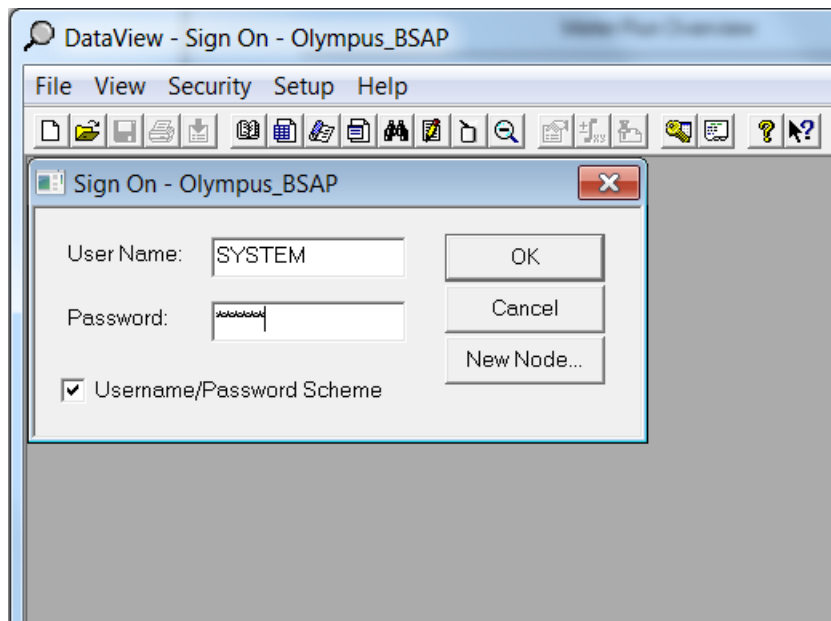 DataView - Sign On - Olympus_BSAP
File View Security Setup Help
Sign On - Olympus_BSAP
User Name: SYSTEM
OK
Password: *******
Cancel
New Node...
Username/Password Scheme